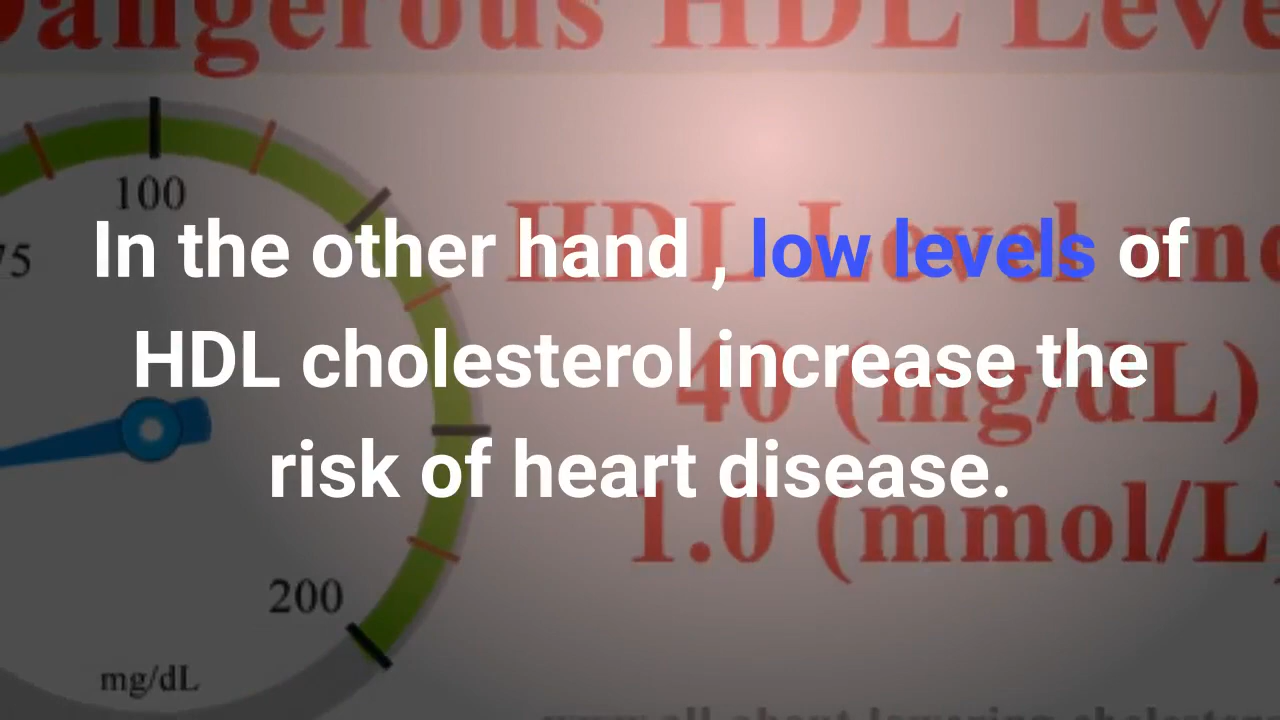 Dangerous HDL Leve
100
75
In the other hand , low levels of
HDL Level und
HDL cholesterol increase the
40 (mg/dL)
risk of heart disease.
1.0 (mmol/L)
200
mg/dL